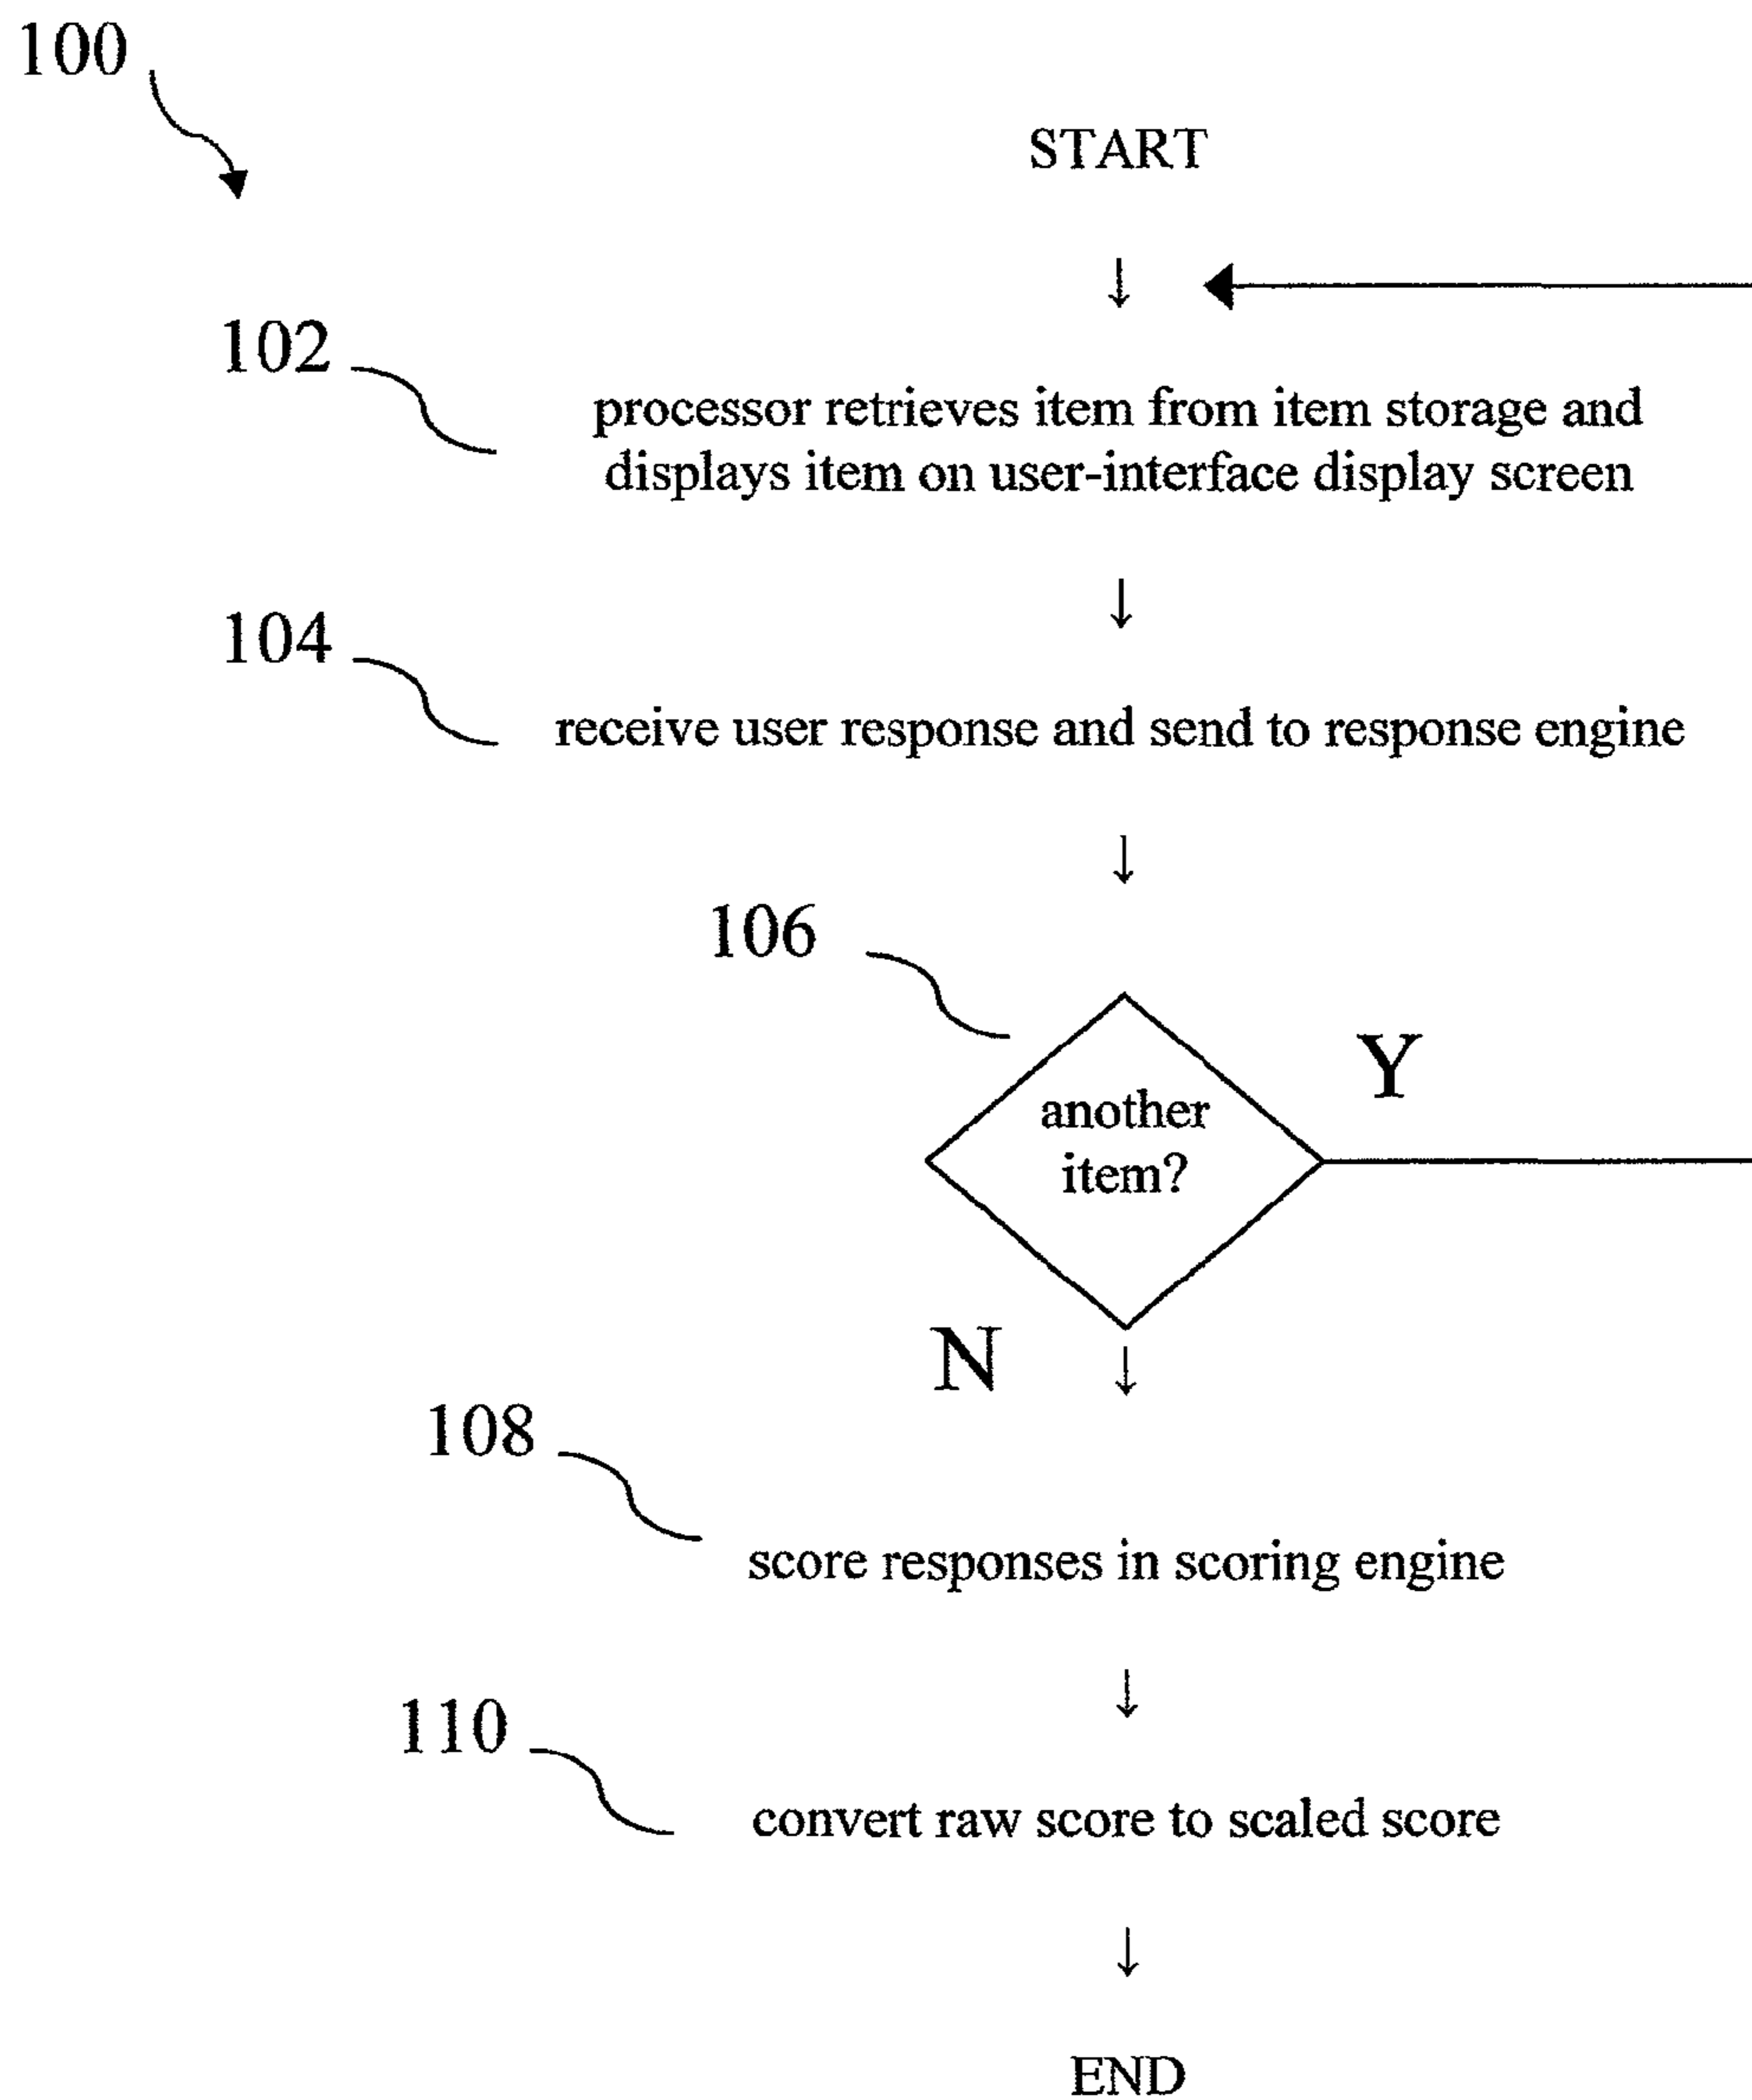 100
START
102
processor retrieves item from item storage and
displays item on user-interface display screen
104
receive user response and send to response engine
106
another
item?
Y
N
108
score responses in scoring engine
110
convert raw score to scaled score
END